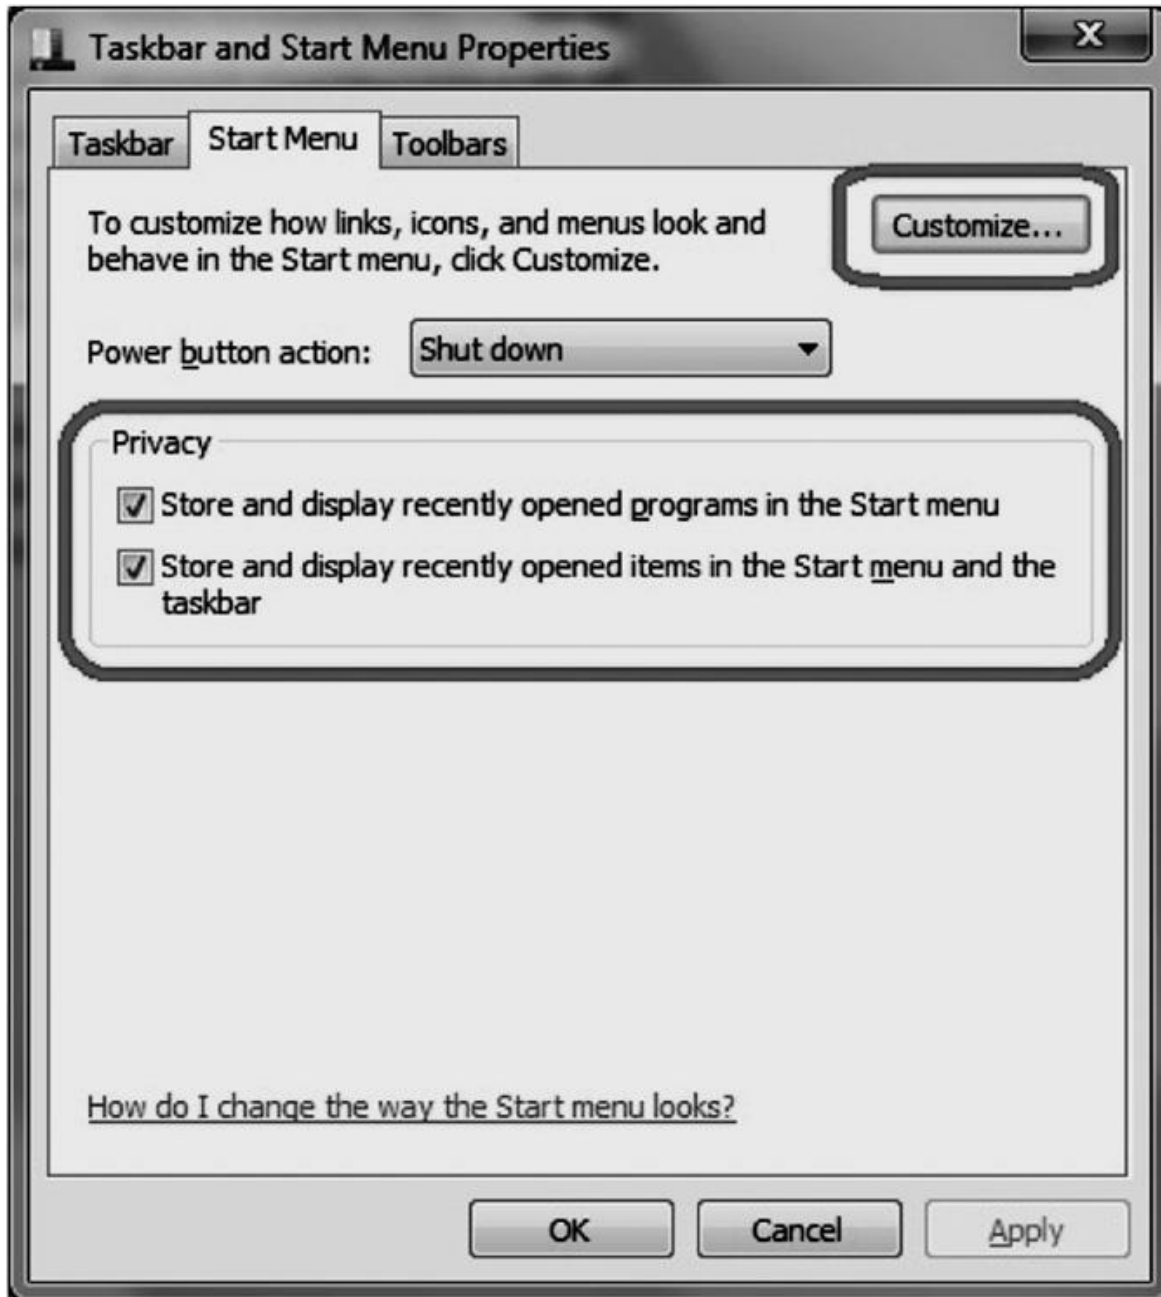 Taskbar and Start Menu Properties
X
Taskbar
Start Menu
Toolbars
To customize how links, icons, and menus look and
behave in the Start menu, click Customize.
Customize...
Power button action:
Shut down
Privacy
Store and display recently opened programs in the Start menu
Store and display recently opened items in the Start menu and the
taskbar
How do I change the way the Start menu looks?
OK
Cancel
Apply